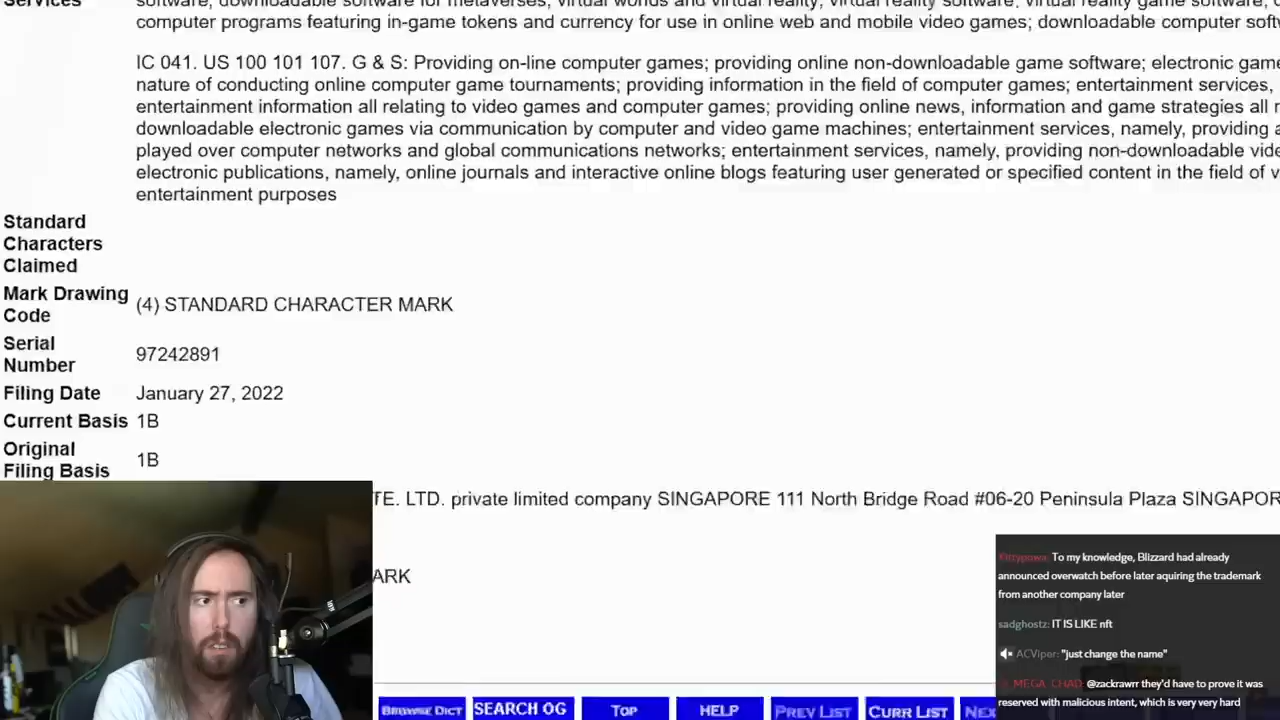 Services
software; downloadable software for metaverses, virtual worlds and virtual reality; virtual reality software; virtual reality game software;
computer programs featuring in-game tokens and currency for use in online web and mobile video games; downloadable computer soft
IC 041. US 100 101 107. G & S: Providing on-line computer games; providing online non-downloadable game software; electronic game
nature of conducting online computer game tournaments; providing information in the field of computer games; entertainment services,
entertainment information all relating to video games and computer games; providing online news, information and game strategies all
downloadable electronic games via communication by computer and video game machines; entertainment services, namely, providing a
played over computer networks and global communications networks; entertainment services, namely, providing non-downloadable vide
electronic publications, namely, online journals and interactive online blogs featuring user generated or specified content in the field of v
entertainment purposes
Standard
Characters
Claimed
Mark Drawing
Code
(4) STANDARD CHARACTER MARK
Serial
Number
97242891
Filing Date January 27, 2022
Current Basis 1B
Original
Filing Basis
1B
TE. LTD. private limited company SINGAPORE 111 North Bridge Road #06-20 Peninsula Plaza SINGAPOR
ARK
Kittypowa: To my knowledge, Blizzard had already
announced overwatch before later aquiring the trademark
from another company later
sadghostz: IT IS LIKE nft
ACViper: "just change the name"
_MEGA_CHAD: @zackrawrr they'd have to prove it was
reserved with malicious intent, which is very very hard
BROWSE DICT SEARCH OG TOP HELP PREV LIST CURR LIST NEX